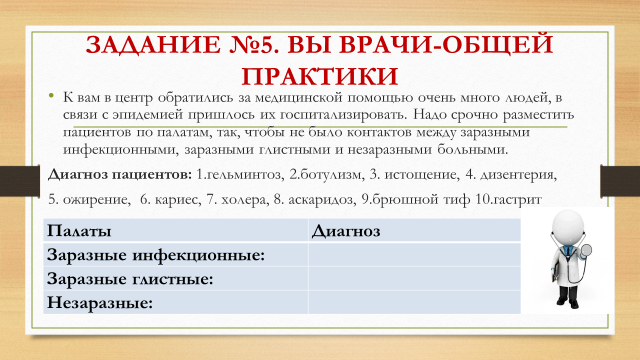 ЗАДАНИЕ №5. ВЫ ВРАЧИ-ОБЩЕЙ
ПРАКТИКИ
• К вам в центр обратились за медицинской помощью очень много людей, в
связи с эпидемией пришлось их госпитализировать. Надо срочно разместить
пациентов по палатам, так, чтобы не было контактов между заразными
инфекционными, заразными глистными и незаразными больными.
Диагноз пациентов: 1.гельминтоз, 2.ботулизм, 3. истощение, 4. дизентерия,
5. ожирение, 6. кариес, 7. холера, 8. аскаридоз, 9.брюшной тиф 10.гастрит
Палаты Диагноз
Заразные инфекционные:
Заразные глистные:
Незаразные: